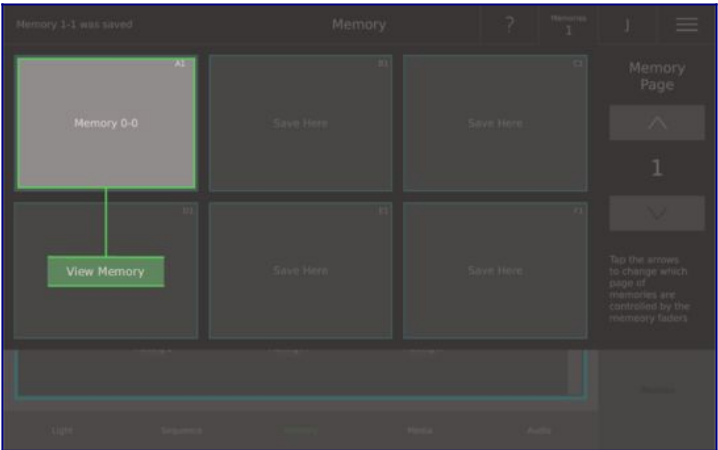 Memory 1-1 was saved
Memory
?
Memories
1
J
A1
Memory 0-0
B1
Save Here
C1
Save Here
Memory
Page
1
D1
View Memory
E1
Save Here
F1
Save Here
Tap the arrows
to change which
page of
memories are
controlled by the
memeory faders
Light
Sequence
Memory
Media
Audio